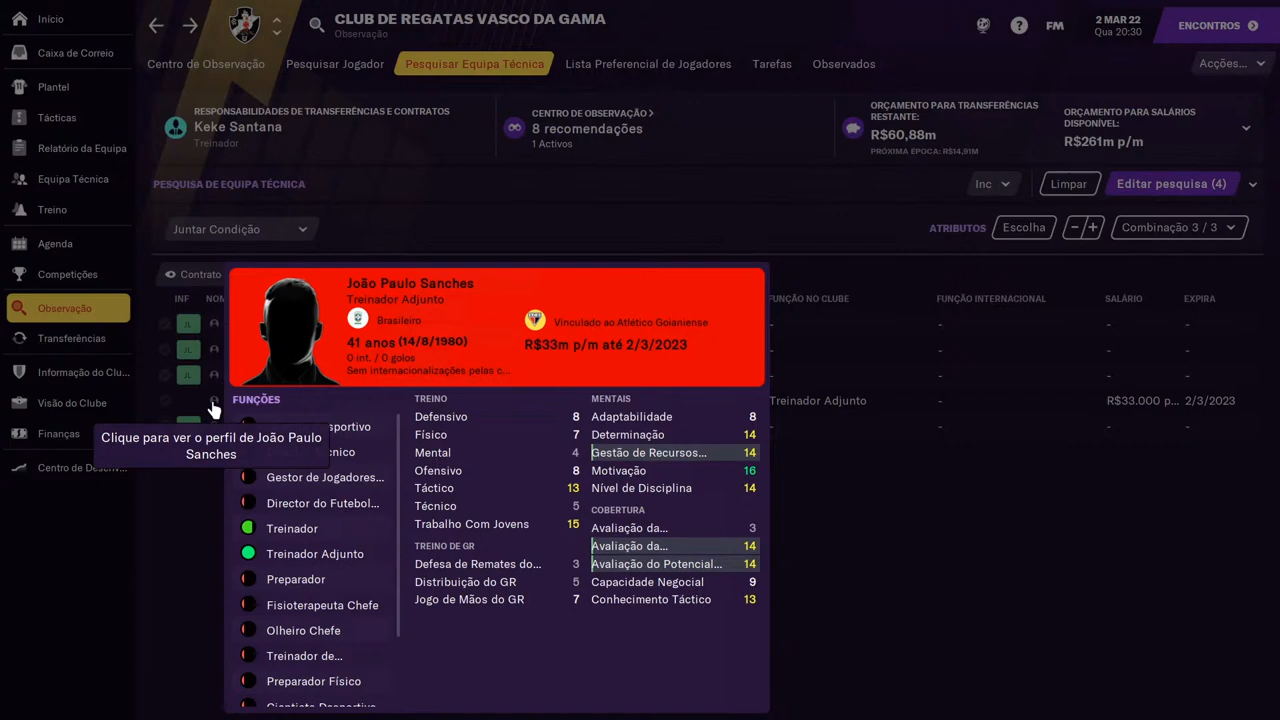 Início
Caixa de Correio
Plantel
Tácticas
Relatório da Equipa
Equipa Técnica
Treino
Agenda
Competições
Observação
Transferências
Informação do Clu...
Visão do Clube
Finanças
Centro de Desenv...
CLUB DE REGATAS VASCO DA GAMA
Observação
FM
2 MAR 22
Qua 20:30
ENCONTROS
Centro de Observação
Pesquisar Jogador
Pesquisar Equipa Técnica
Lista Preferencial de Jogadores
Tarefas
Observados
Acções...
RESPONSABILIDADES DE TRANSFERÊNCIAS E CONTRATOS
Keke Santana
Treinador
CENTRO DE OBSERVAÇÃO >
8 recomendações
1 Activos
ORÇAMENTO PARA TRANSFERÊNCIAS
RESTANTE:
R$60,88m
PRÓXIMA ÉPOCA: R$14,91M
ORÇAMENTO PARA SALÁRIOS
DISPONÍVEL:
R$261m p/m
PESQUISA DE EQUIPA TÉCNICA
Inc
Limpar
Editar pesquisa (4)
Juntar Condição
ATRIBUTOS
Escolha
- / +
Combinação 3 / 3
Contrato
INF
NOM
FUNÇÃO NO CLUBE
FUNÇÃO INTERNACIONAL
SALÁRIO
EXPIRA
JL
- - - -
JL
- - - -
JL
- - - -
Treinador Adjunto - R$33.000 p... 2/3/2023
- - - -
Clique para ver o perfil de João Paulo
Sanches
João Paulo Sanches
Treinador Adjunto
Brasileiro
41 anos (14/8/1980)
0 int. / 0 golos
Sem internacionalizações pelas c...
Vinculado ao Atlético Goianiense
R$33m p/m até 2/3/2023
FUNÇÕES
Gestor de Jogadores...
Director do Futebol...
Treinador
Treinador Adjunto
Preparador
Fisioterapeuta Chefe
Olheiro Chefe
Treinador de...
Preparador Físico
Cientista Desportivo
TREINO
Defensivo 8
Físico 7
Mental 4
Ofensivo 8
Táctico 13
Técnico 5
Trabalho Com Jovens 15
TREINO DE GR
Defesa de Remates do... 3
Distribuição do GR 5
Jogo de Mãos do GR 7
MENTAIS
Adaptabilidade 8
Determinação 14
Gestão de Recursos... 14
Motivação 16
Nível de Disciplina 14
COBERTURA
Avaliação da... 3
Avaliação da... 14
Avaliação do Potencial... 14
Capacidade Negocial 9
Conhecimento Táctico 13